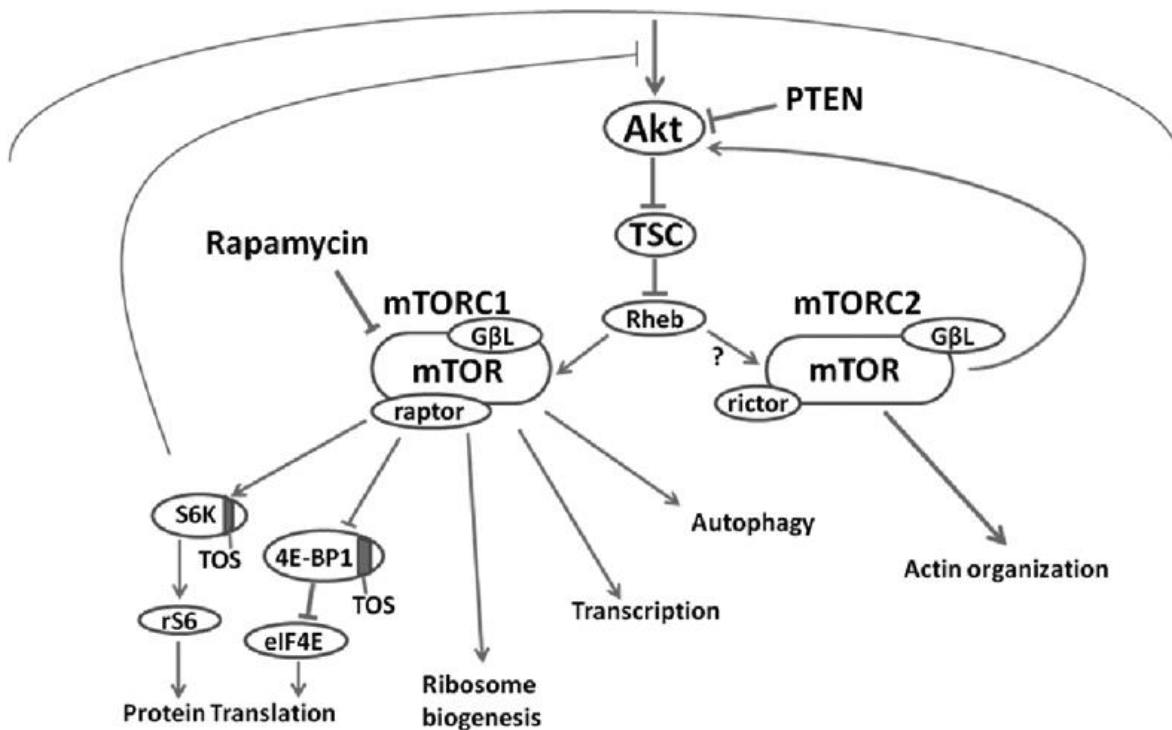 PTEN
Akt
TSC
Rapamycin
mTORC1
GβL
mTOR
raptor
Rheb
?
mTORC2
GβL
mTOR
rictor
S6K
TOS
4E-BP1
TOS
rS6
eIF4E
Protein Translation
Ribosome
biogenesis
Transcription
Autophagy
Actin organization